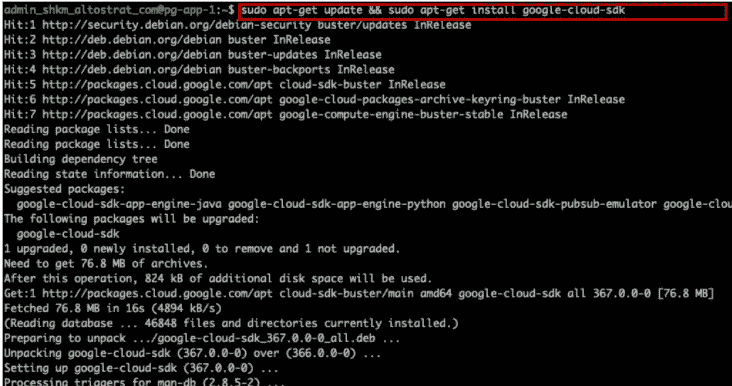 admin_shkm_altostrat_com@pg-app-1:~$ sudo apt-get update && sudo apt-get install google-cloud-sdk
Hit:1 http://security.debian.org/debian-security buster/updates InRelease
Hit:2 http://deb.debian.org/debian buster InRelease
Hit:3 http://deb.debian.org/debian buster-updates InRelease
Hit:4 http://deb.debian.org/debian buster-backports InRelease
Hit:5 http://packages.cloud.google.com/apt cloud-sdk-buster InRelease
Hit:6 http://packages.cloud.google.com/apt google-cloud-packages-archive-keyring-buster InRelease
Hit:7 http://packages.cloud.google.com/apt google-compute-engine-buster-stable InRelease
Reading package lists... Done
Reading package lists... Done
Building dependency tree
Reading state information... Done
Suggested packages:
google-cloud-sdk-app-engine-java google-cloud-sdk-app-engine-python google-cloud-sdk-pubsub-emulator google-clou
The following packages will be upgraded:
google-cloud-sdk
1 upgraded, 0 newly installed, 0 to remove and 1 not upgraded.
Need to get 76.8 MB of archives.
After this operation, 824 kB of additional disk space will be used.
Get:1 http://packages.cloud.google.com/apt cloud-sdk-buster/main amd64 google-cloud-sdk all 367.0.0-0 [76.8 MB]
Fetched 76.8 MB in 16s (4894 kB/s)
(Reading database ... 46848 files and directories currently installed.)
Preparing to unpack .../google-cloud-sdk_367.0.0-0_all.deb ...
Unpacking google-cloud-sdk (367.0.0-0) over (366.0.0-0) ...
Setting up google-cloud-sdk (367.0.0-0) ...
Processing triggers for man-db (2.8.5-2) ...